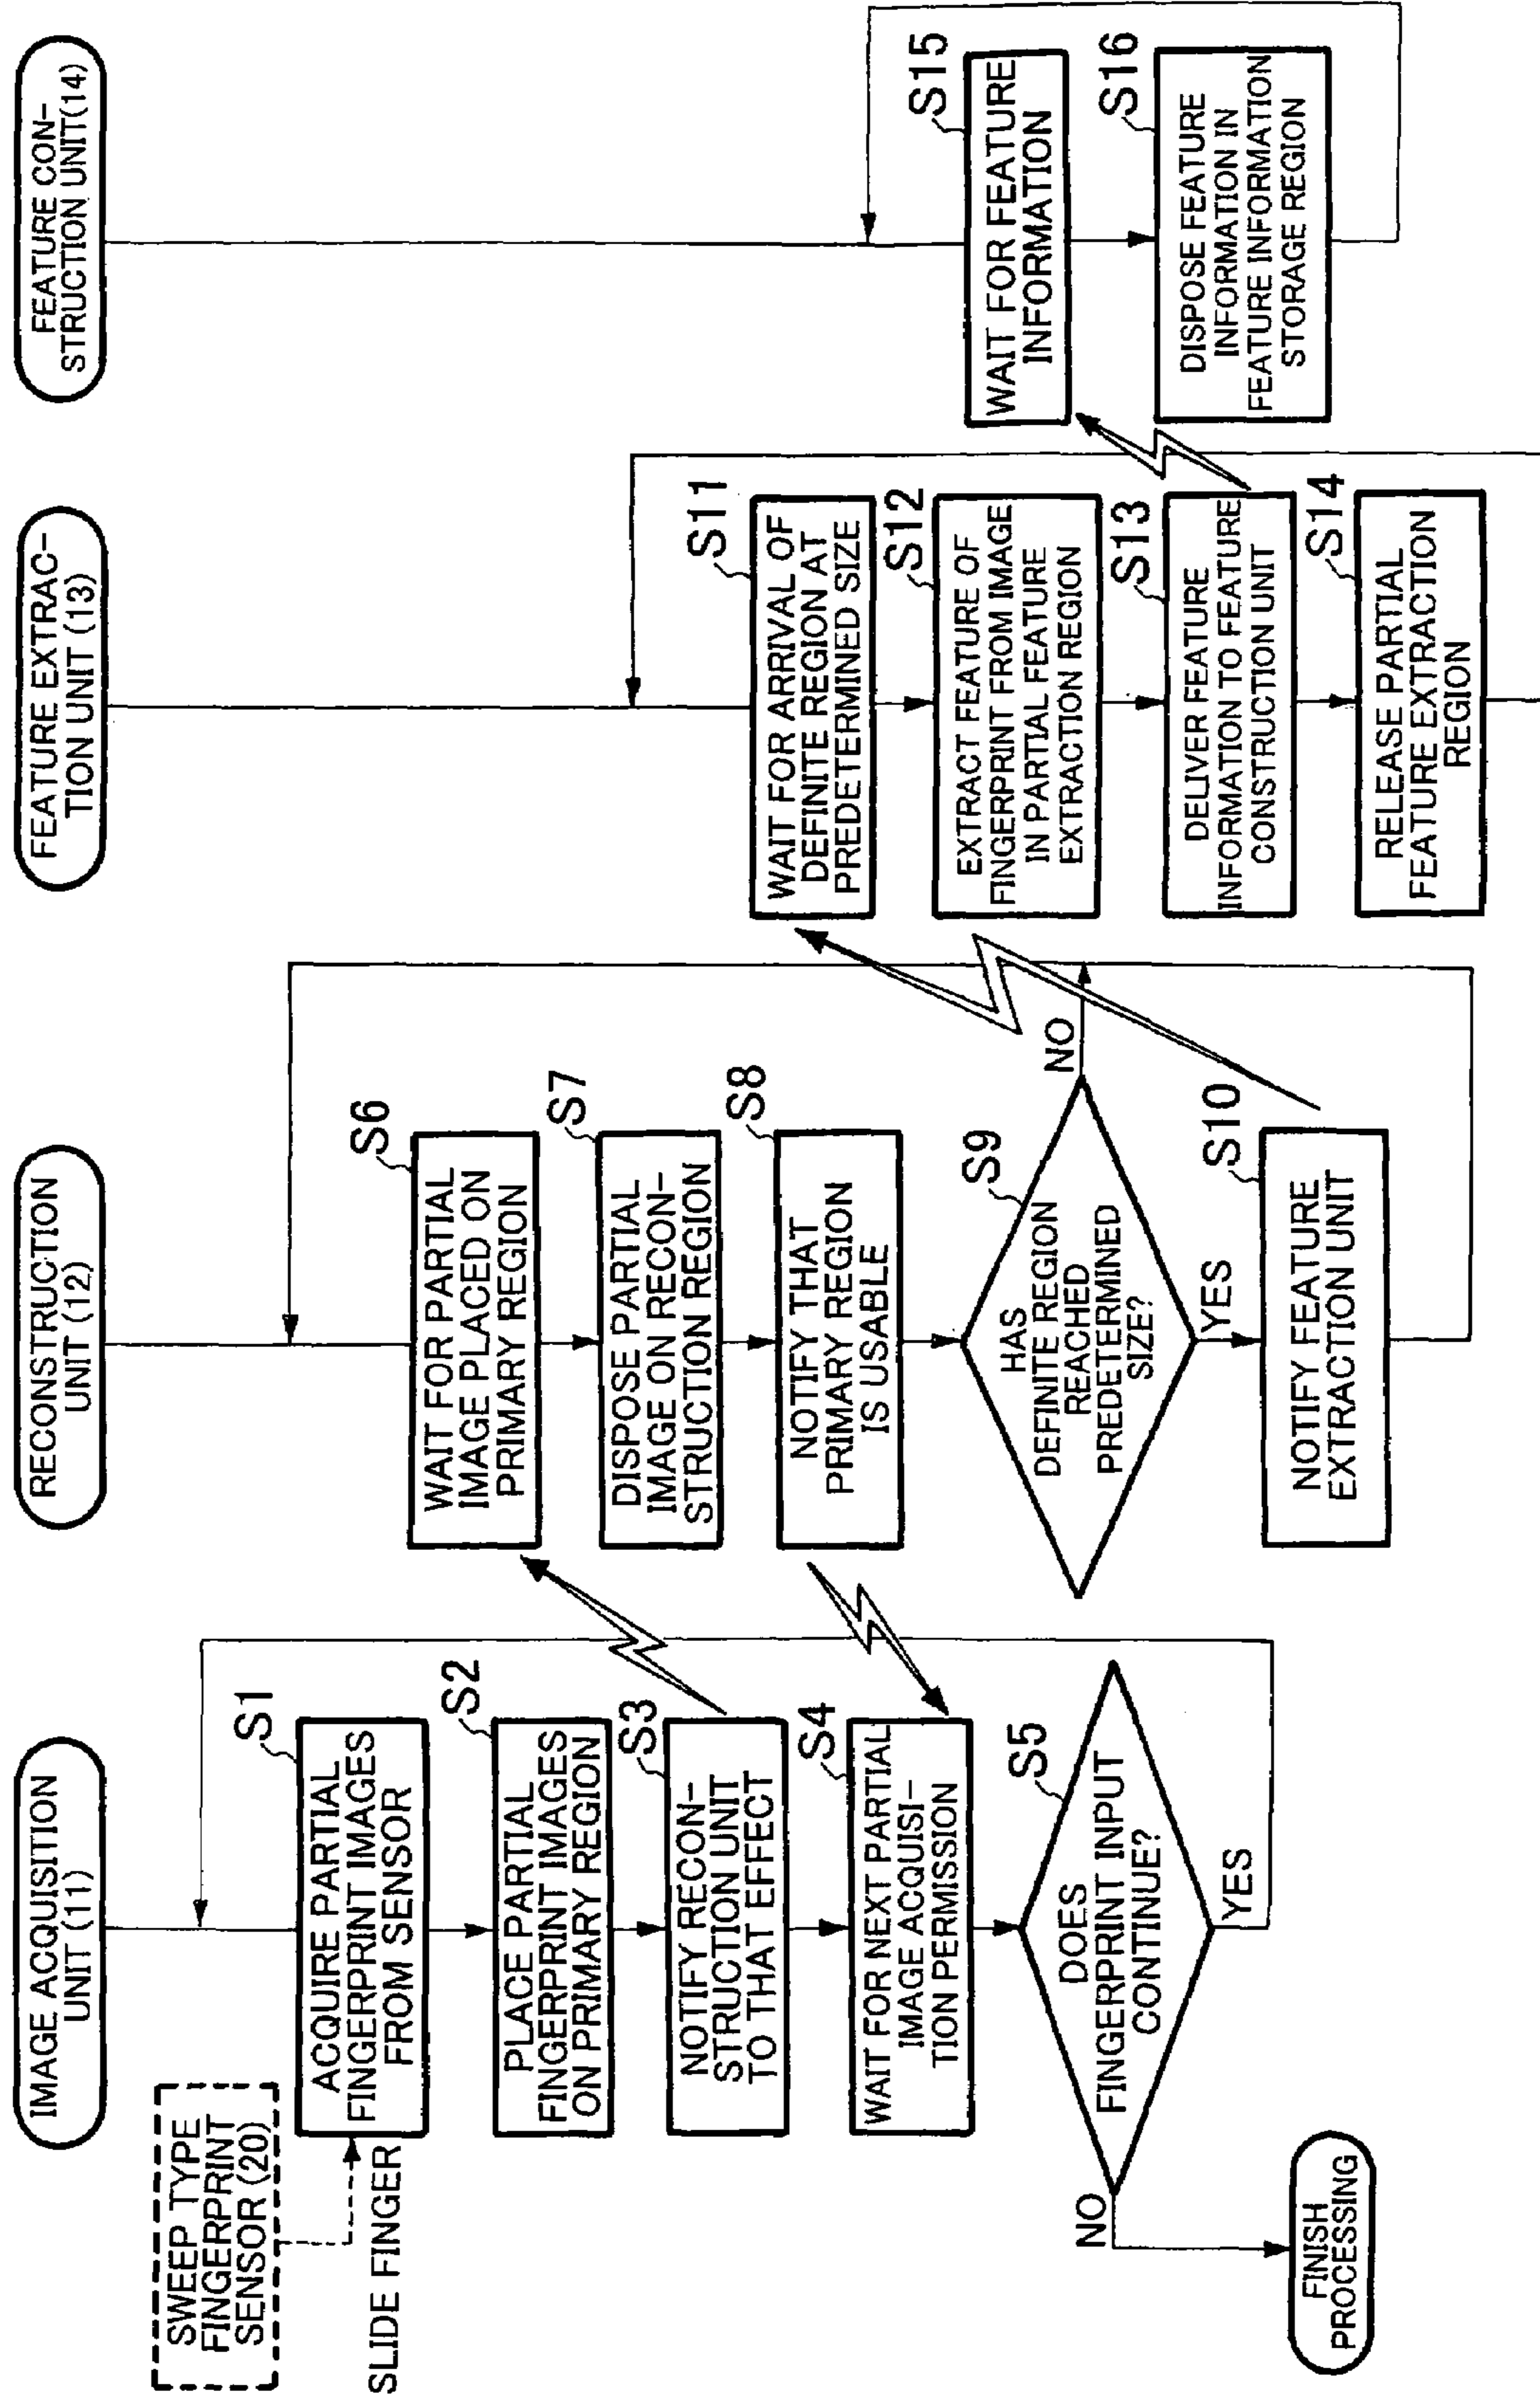 IMAGE ACQUISITION
UNIT (11)
SWEEP TYPE
FINGERPRINT
SENSOR (20)
SLIDE FINGER
S1
ACQUIRE PARTIAL
FINGERPRINT IMAGES
FROM SENSOR
S2
PLACE PARTIAL
FINGERPRINT IMAGES
ON PRIMARY REGION
S3
NOTIFY RECON-
STRUCTION UNIT
TO THAT EFFECT
S4
WAIT FOR NEXT PARTIAL
IMAGE ACQUISI-
TION PERMISSION
S5
DOES
FINGERPRINT INPUT
CONTINUE?
YES
NO
FINISH
PROCESSING
RECONSTRUCTION
UNIT (12)
S6
WAIT FOR PARTIAL
IMAGE PLACED ON
PRIMARY REGION
S7
DISPOSE PARTIAL
IMAGE ON RECON-
STRUCTION REGION
S8
NOTIFY THAT
PRIMARY REGION
IS USABLE
S9
HAS
DEFINITE REGION
REACHED
PREDETERMINED
SIZE?
NO
YES
S10
NOTIFY FEATURE
EXTRACTION UNIT
FEATURE EXTRAC-
TION UNIT (13)
S11
WAIT FOR ARRIVAL OF
DEFINITE REGION AT
PREDETERMINED SIZE
S12
EXTRACT FEATURE OF
FINGERPRINT FROM IMAGE
IN PARTIAL FEATURE
EXTRACTION REGION
S13
DELIVER FEATURE
INFORMATION TO FEATURE
CONSTRUCTION UNIT
S14
RELEASE PARTIAL
FEATURE EXTRACTION
REGION
FEATURE CON-
STRUCTION UNIT(14)
S15
WAIT FOR FEATURE
INFORMATION
S16
DISPOSE FEATURE
INFORMATION IN
FEATURE INFORMATION
STORAGE REGION